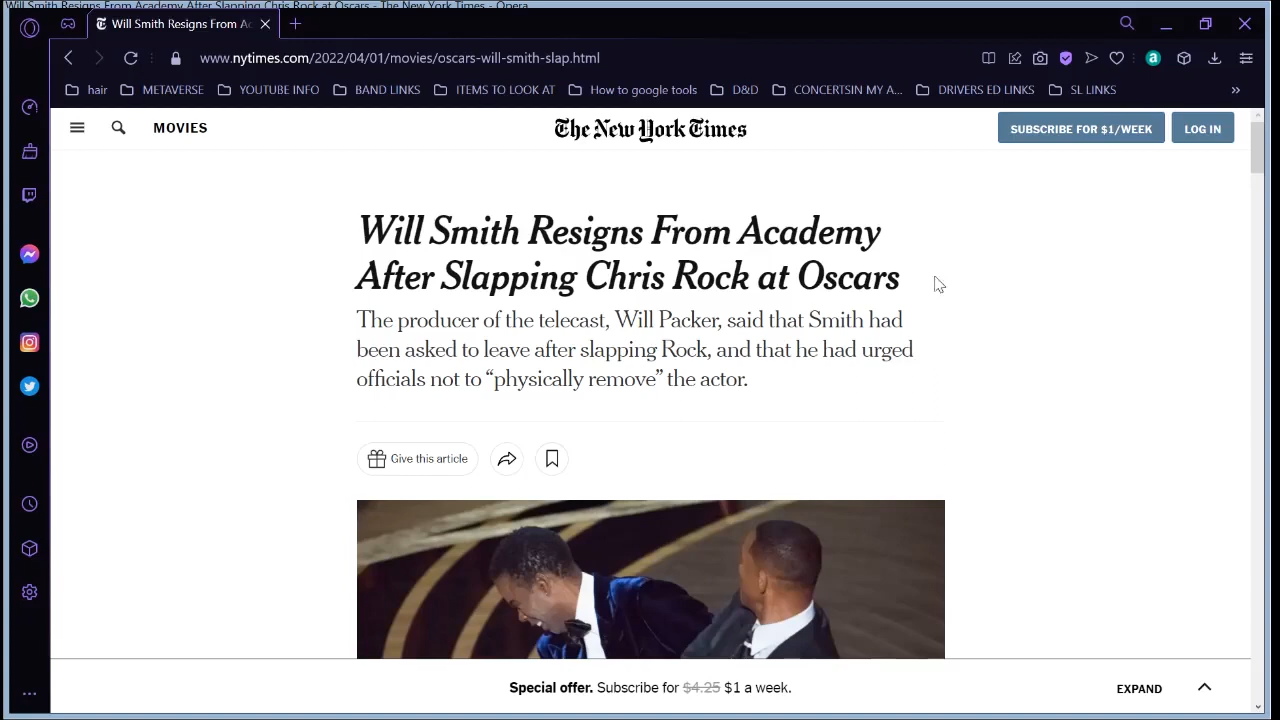 Will Smith Resigns From Academy After Slapping Chris Rock at Oscars - The New York Times - Opera
Will Smith Resigns From Ac
www.nytimes.com/2022/04/01/movies/oscars-will-smith-slap.html
hair METAVERSE YOUTUBE INFO BAND LINKS ITEMS TO LOOK AT How to google tools D&D CONCERTSIN MY A... DRIVERS ED LINKS SL LINKS
MOVIES The New York Times SUBSCRIBE FOR $1/WEEK LOG IN
Will Smith Resigns From Academy
After Slapping Chris Rock at Oscars
The producer of the telecast, Will Packer, said that Smith had
been asked to leave after slapping Rock, and that he had urged
officials not to “physically remove” the actor.
Give this article
Special offer. Subscribe for $4.25 $1 a week. EXPAND